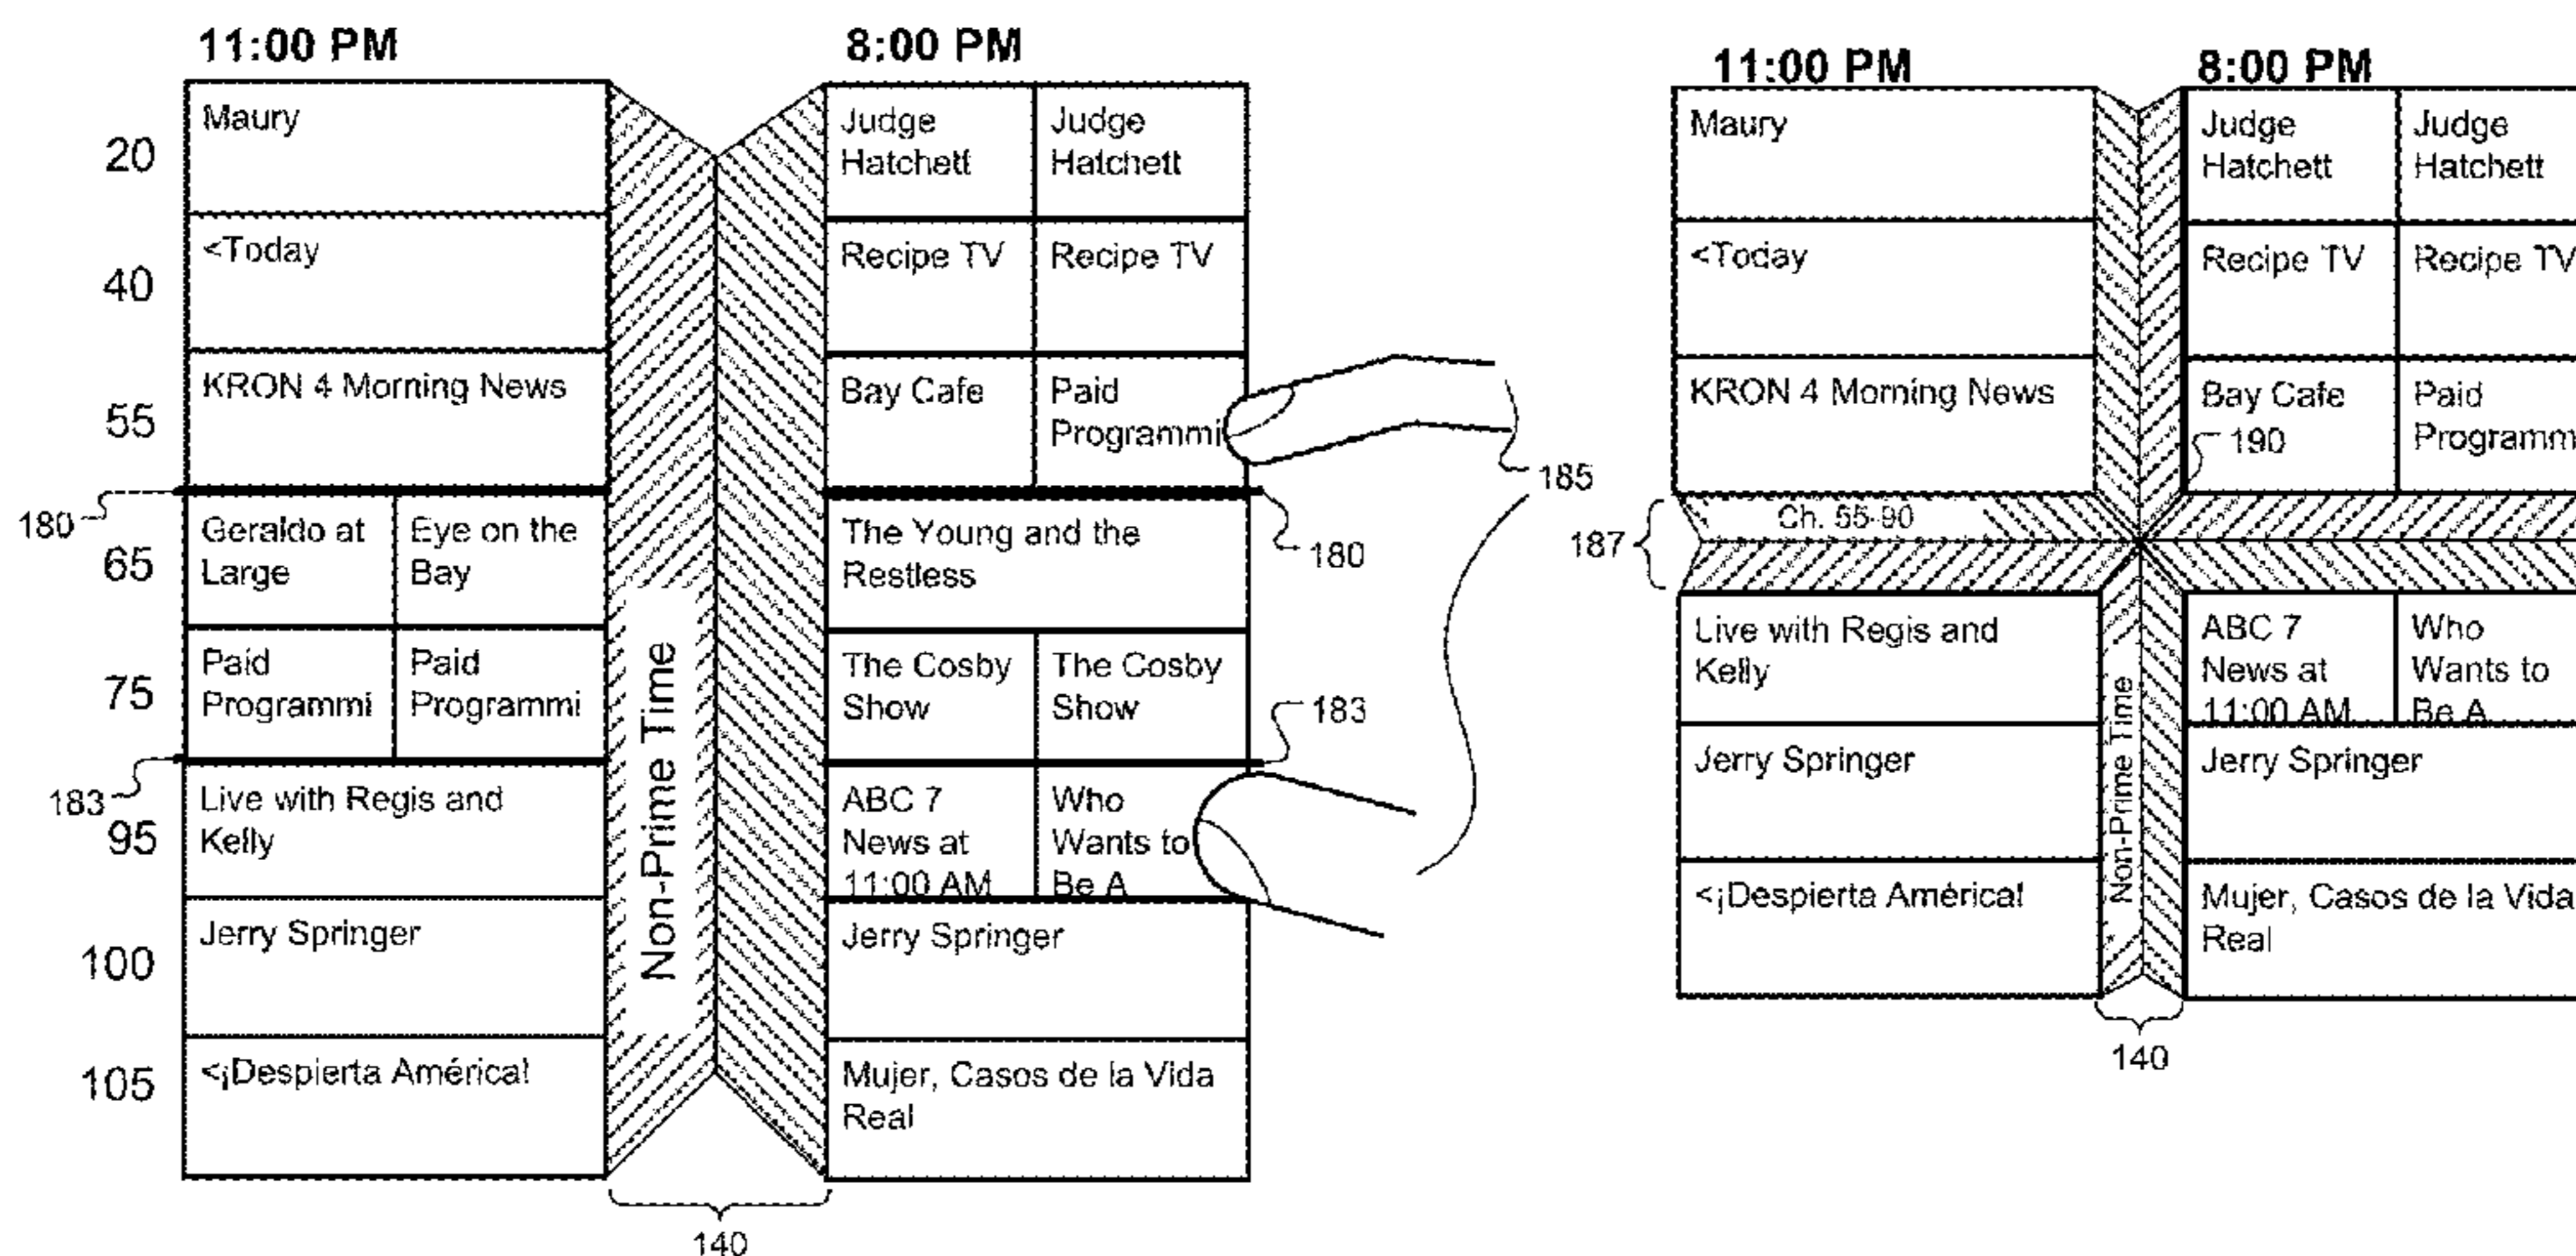 11:00 PM
8:00 PM
20
Maury
Judge
Hatchett
Judge
Hatchett
40
<Today
Recipe TV
Recipe TV
55
KRON 4 Morning News
Bay Cafe
Paid
Programmi
180
185
180
65
Geraldo at
Large
Eye on the
Bay
The Young and the
Restless
75
Paid
Programmi
Paid
Programmi
The Cosby
Show
The Cosby
Show
183
183
Non-Prime Time
95
Live with Regis and
Kelly
ABC 7
News at
11:00 AM
Who
Wants to
Be A
100
Jerry Springer
Jerry Springer
105
<¡Despierta América!
Mujer, Casos de la Vida
Real
140
11:00 PM
8:00 PM
Maury
Judge
Hatchett
Judge
Hatchett
<Today
Recipe TV
Recipe TV
KRON 4 Morning News
Bay Cafe
190
Paid
Programm
187
Ch. 55-90
Live with Regis and
Kelly
ABC 7
News at
11:00 AM
Who
Wants to
Be A
Non-Prime Time
Jerry Springer
Jerry Springer
<¡Despierta América!
Mujer, Casos de la Vida
Real
140